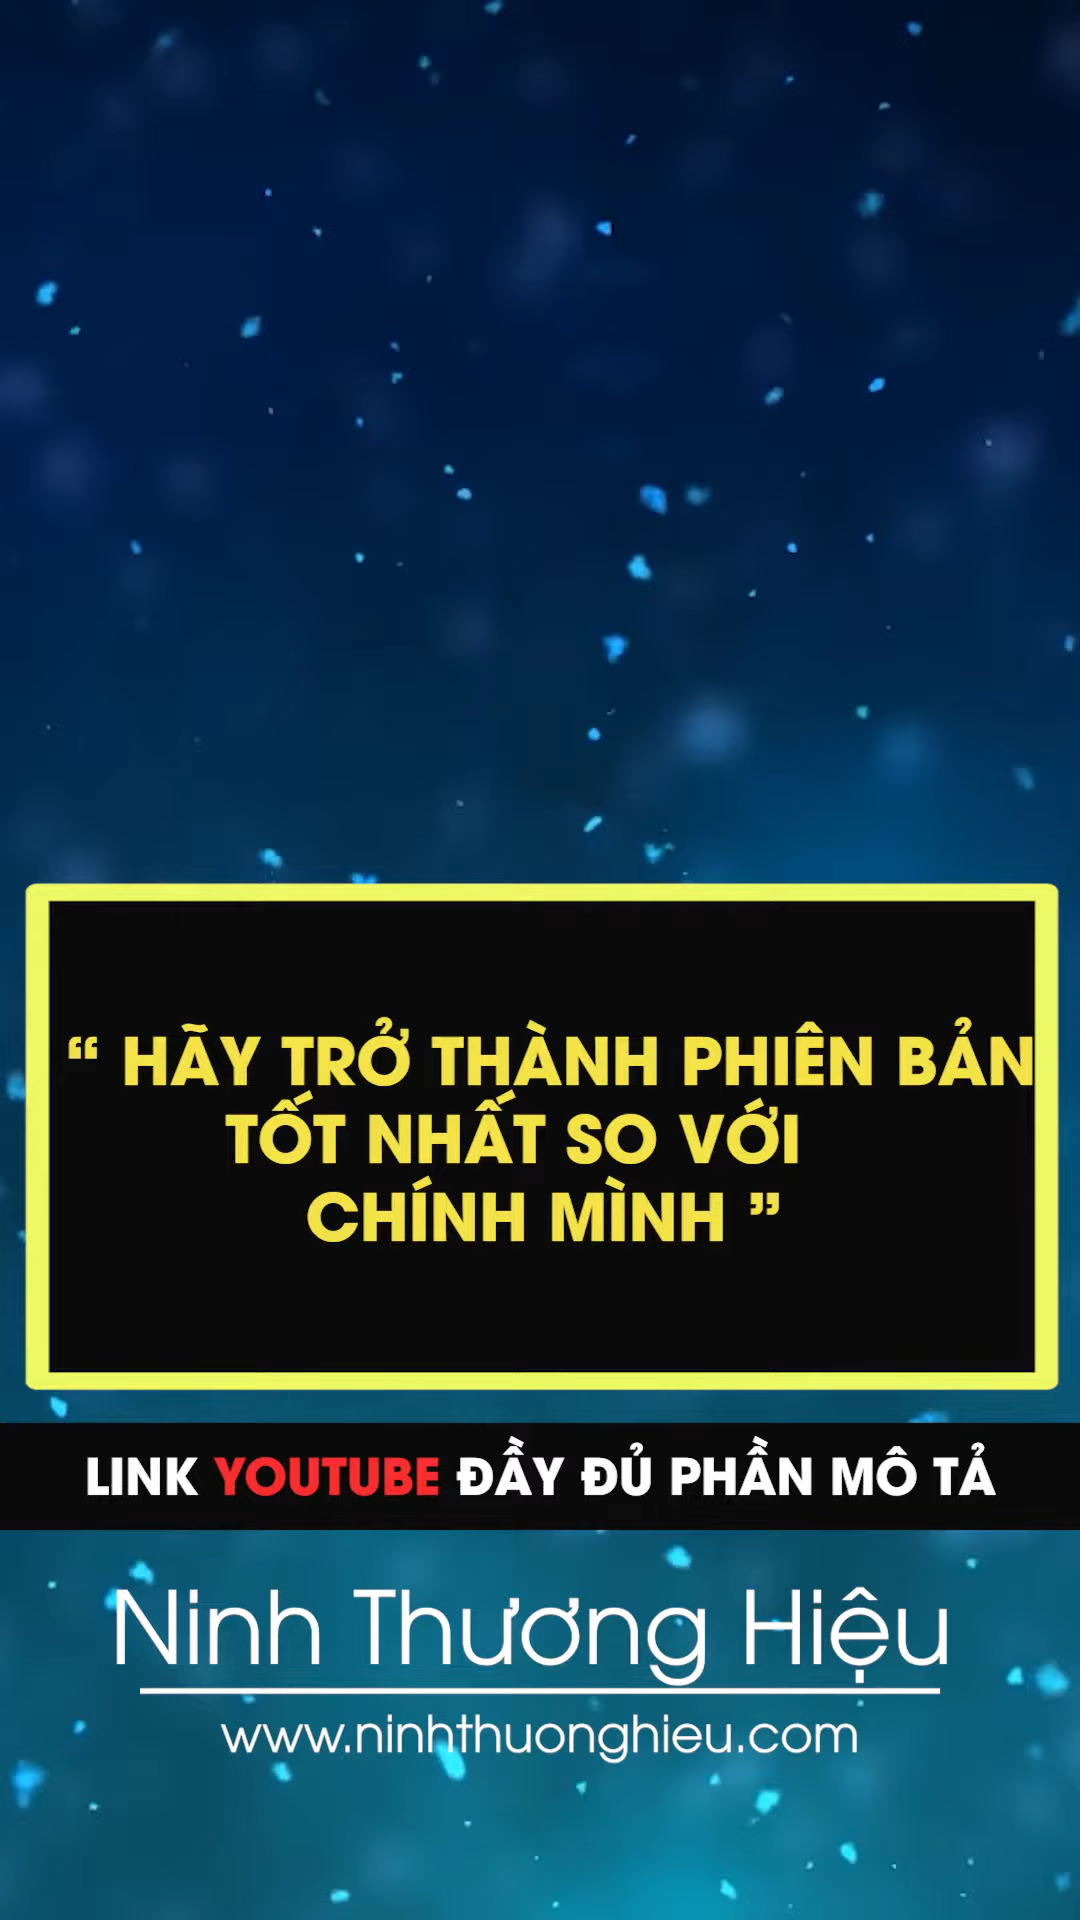 “ HÃY TRỞ THÀNH PHIÊN BẢN
TỐT NHẤT SO VỚI
CHÍNH MÌNH ”
LINK YOUTUBE ĐẦY ĐỦ PHẦN MÔ TẢ
Ninh Thương Hiệu
www.ninhthuonghieu.com